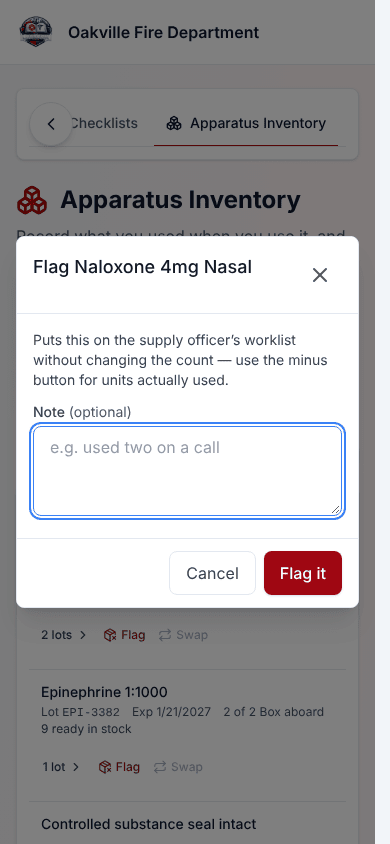 Oakville Fire Department
Checklists
Apparatus Inventory
Apparatus Inventory
Record what you used when you use it, and
Flag Naloxone 4mg Nasal
Puts this on the supply officer’s worklist
without changing the count — use the minus
button for units actually used.
Note (optional)
e.g. used two on a call
Cancel
Flag it
2 lots
Flag
Swap
Epinephrine 1:1000
Lot EPI-3382 Exp 1/21/2027 2 of 2 Box aboard
9 ready in stock
1 lot
Flag
Swap
Controlled substance seal intact